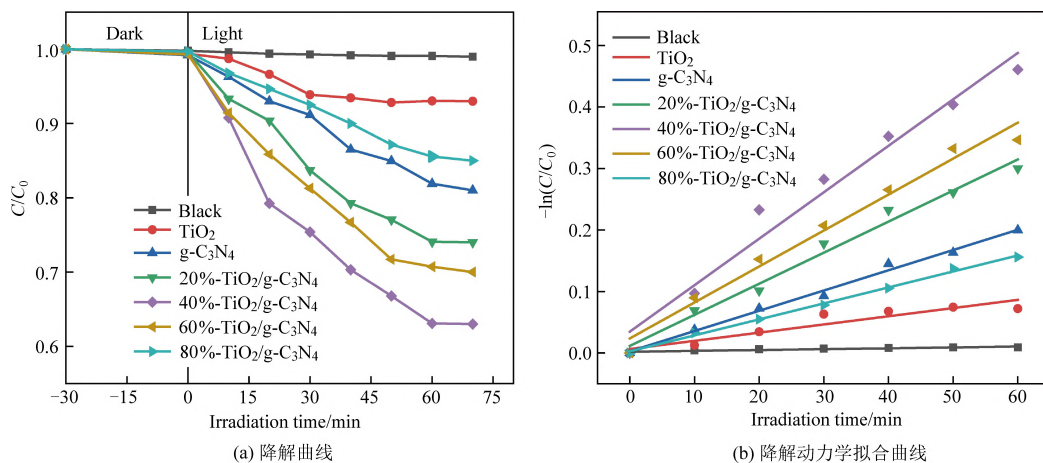 Dark
Light
1.0
0.9
0.8
0.7
0.6
C/C₀
Black
TiO₂
g-C₃N₄
20%-TiO₂/g-C₃N₄
40%-TiO₂/g-C₃N₄
60%-TiO₂/g-C₃N₄
80%-TiO₂/g-C₃N₄
−30
−15
0
15
30
45
60
75
Irradiation time/min
(a) 降解曲线
−0.5
−0.4
−0.3
−0.2
−0.1
0.0
−ln(C/C₀)
Black
TiO₂
g-C₃N₄
20%-TiO₂/g-C₃N₄
40%-TiO₂/g-C₃N₄
60%-TiO₂/g-C₃N₄
80%-TiO₂/g-C₃N₄
0
10
20
30
40
50
60
Irradiation time/min
(b) 降解动力学拟合曲线